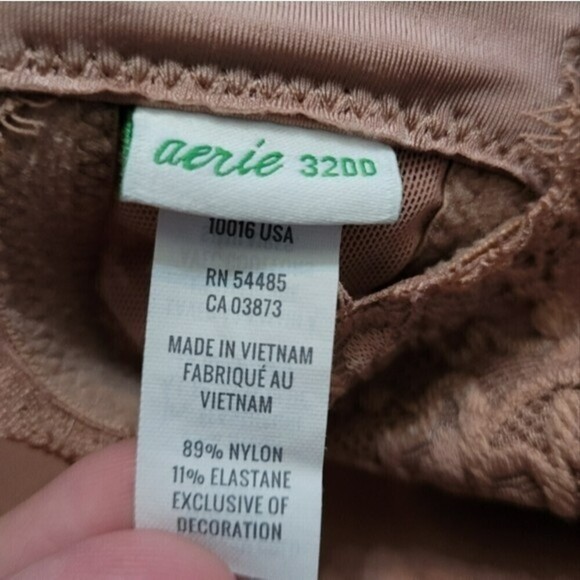 aerie 32DD
10016 USA
RN 54485
CA 03873
MADE IN VIETNAM
FABRIQUÉ AU
VIETNAM
89% NYLON
11% ELASTANE
EXCLUSIVE OF
DECORATION